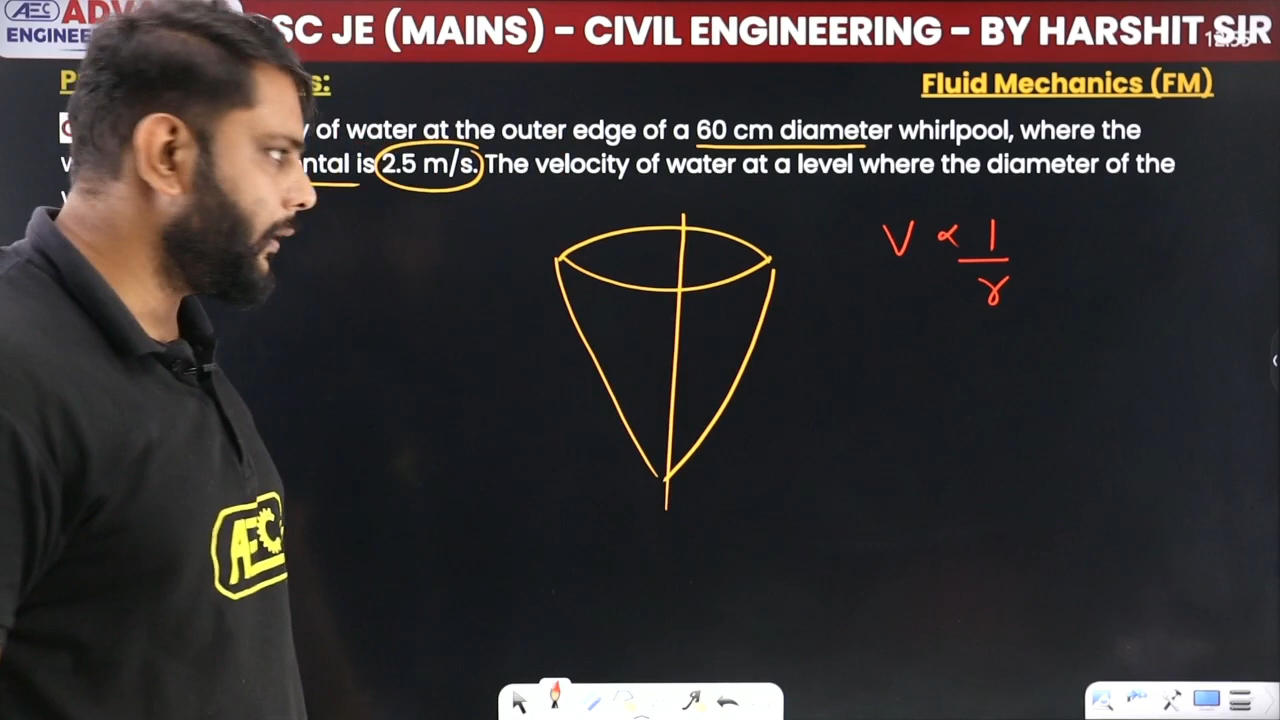 AEC ADVA
SC JE (MAINS) - CIVIL ENGINEERING - BY HARSHIT SIR
ENGINEE
s:
Fluid Mechanics (FM)
y of water at the outer edge of a 60 cm diameter whirlpool, where the
ntal is 2.5 m/s. The velocity of water at a level where the diameter of the
V ∝ 1
r
AEC